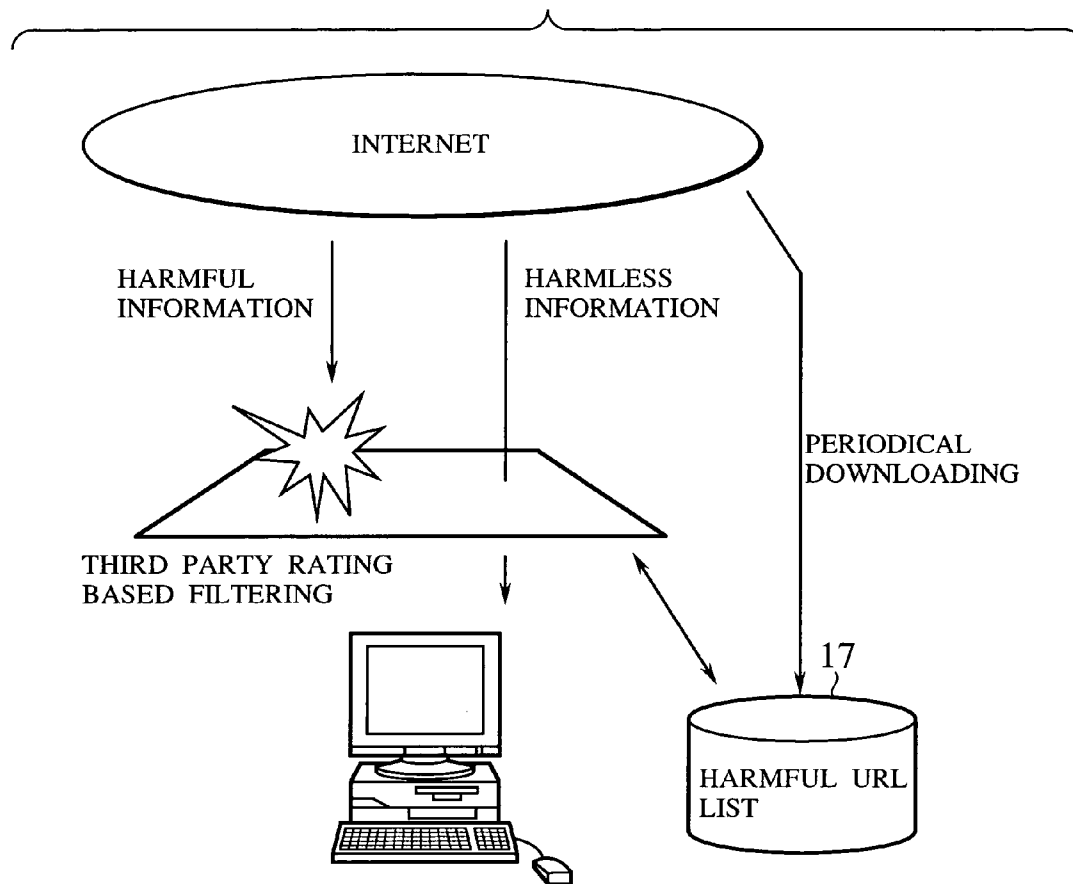 INTERNET
HARMFUL
INFORMATION
HARMLESS
INFORMATION
PERIODICAL
DOWNLOADING
THIRD PARTY RATING
BASED FILTERING
17
HARMFUL URL
LIST